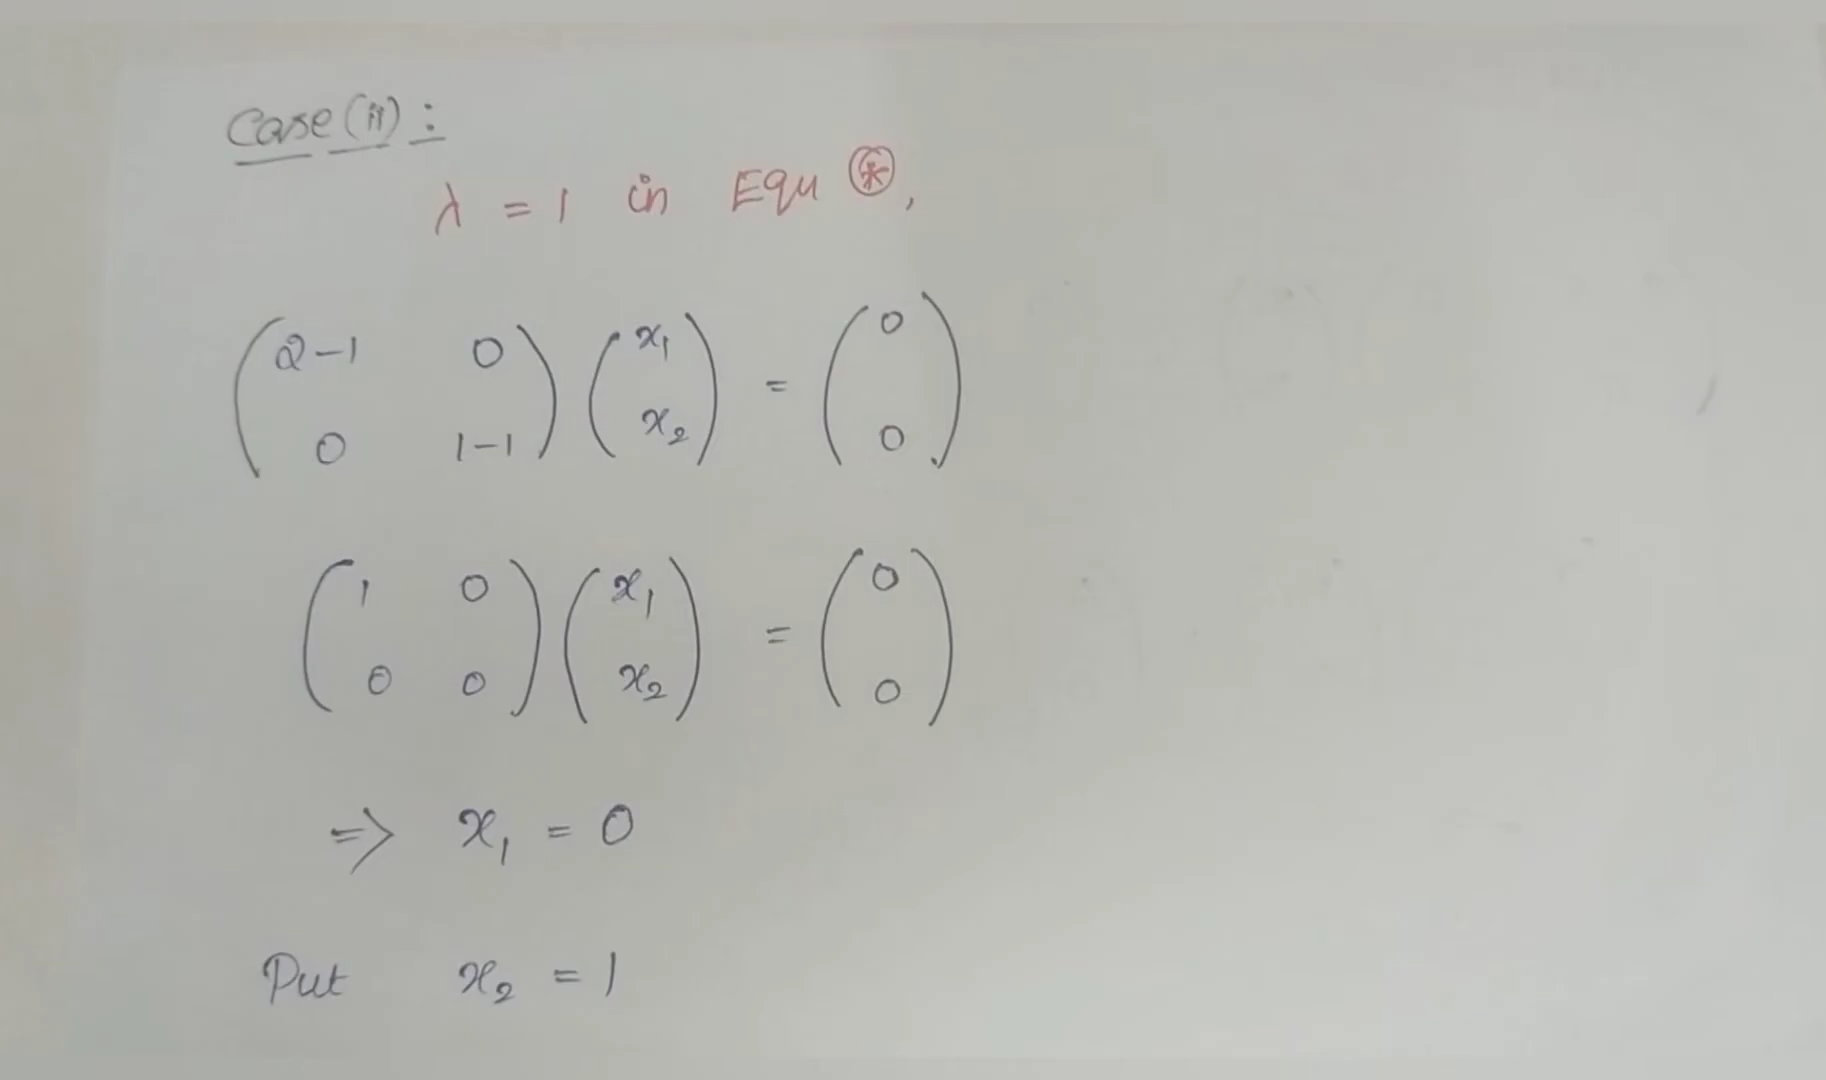 Case (ii) :
λ = 1 in Equ ⊛,
(2-1 0; 0 1-1) (x₁; x₂) = (0; 0)
(1 0; 0 0) (x₁; x₂) = (0; 0)
⇒ x₁ = 0
Put x₂ = 1